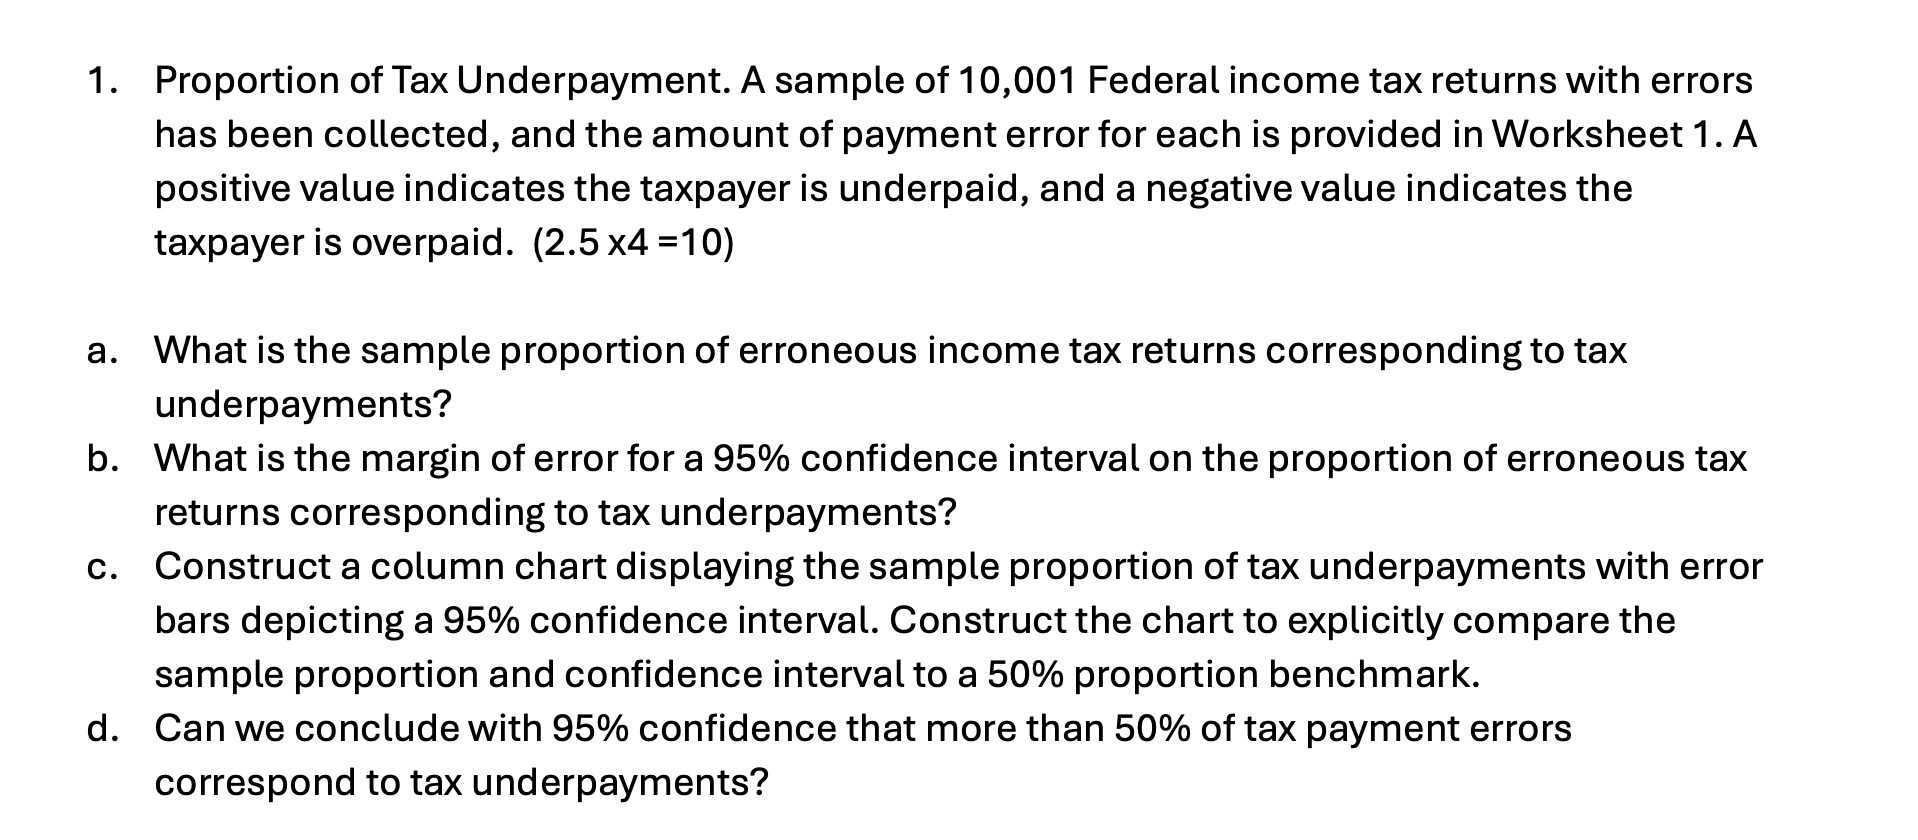 1. Proportion of Tax Underpayment. A sample of 10,001 Federal income tax returns with errors
has been collected, and the amount of payment error for each is provided in Worksheet 1. A
positive value indicates the taxpayer is underpaid, and a negative value indicates the
taxpayer is overpaid. (2.5 x4 =10)
a. What is the sample proportion of erroneous income tax returns corresponding to tax
underpayments?
b. What is the margin of error for a 95% confidence interval on the proportion of erroneous tax
returns corresponding to tax underpayments?
c. Construct a column chart displaying the sample proportion of tax underpayments with error
bars depicting a 95% confidence interval. Construct the chart to explicitly compare the
sample proportion and confidence interval to a 50% proportion benchmark.
d. Can we conclude with 95% confidence that more than 50% of tax payment errors
correspond to tax underpayments?